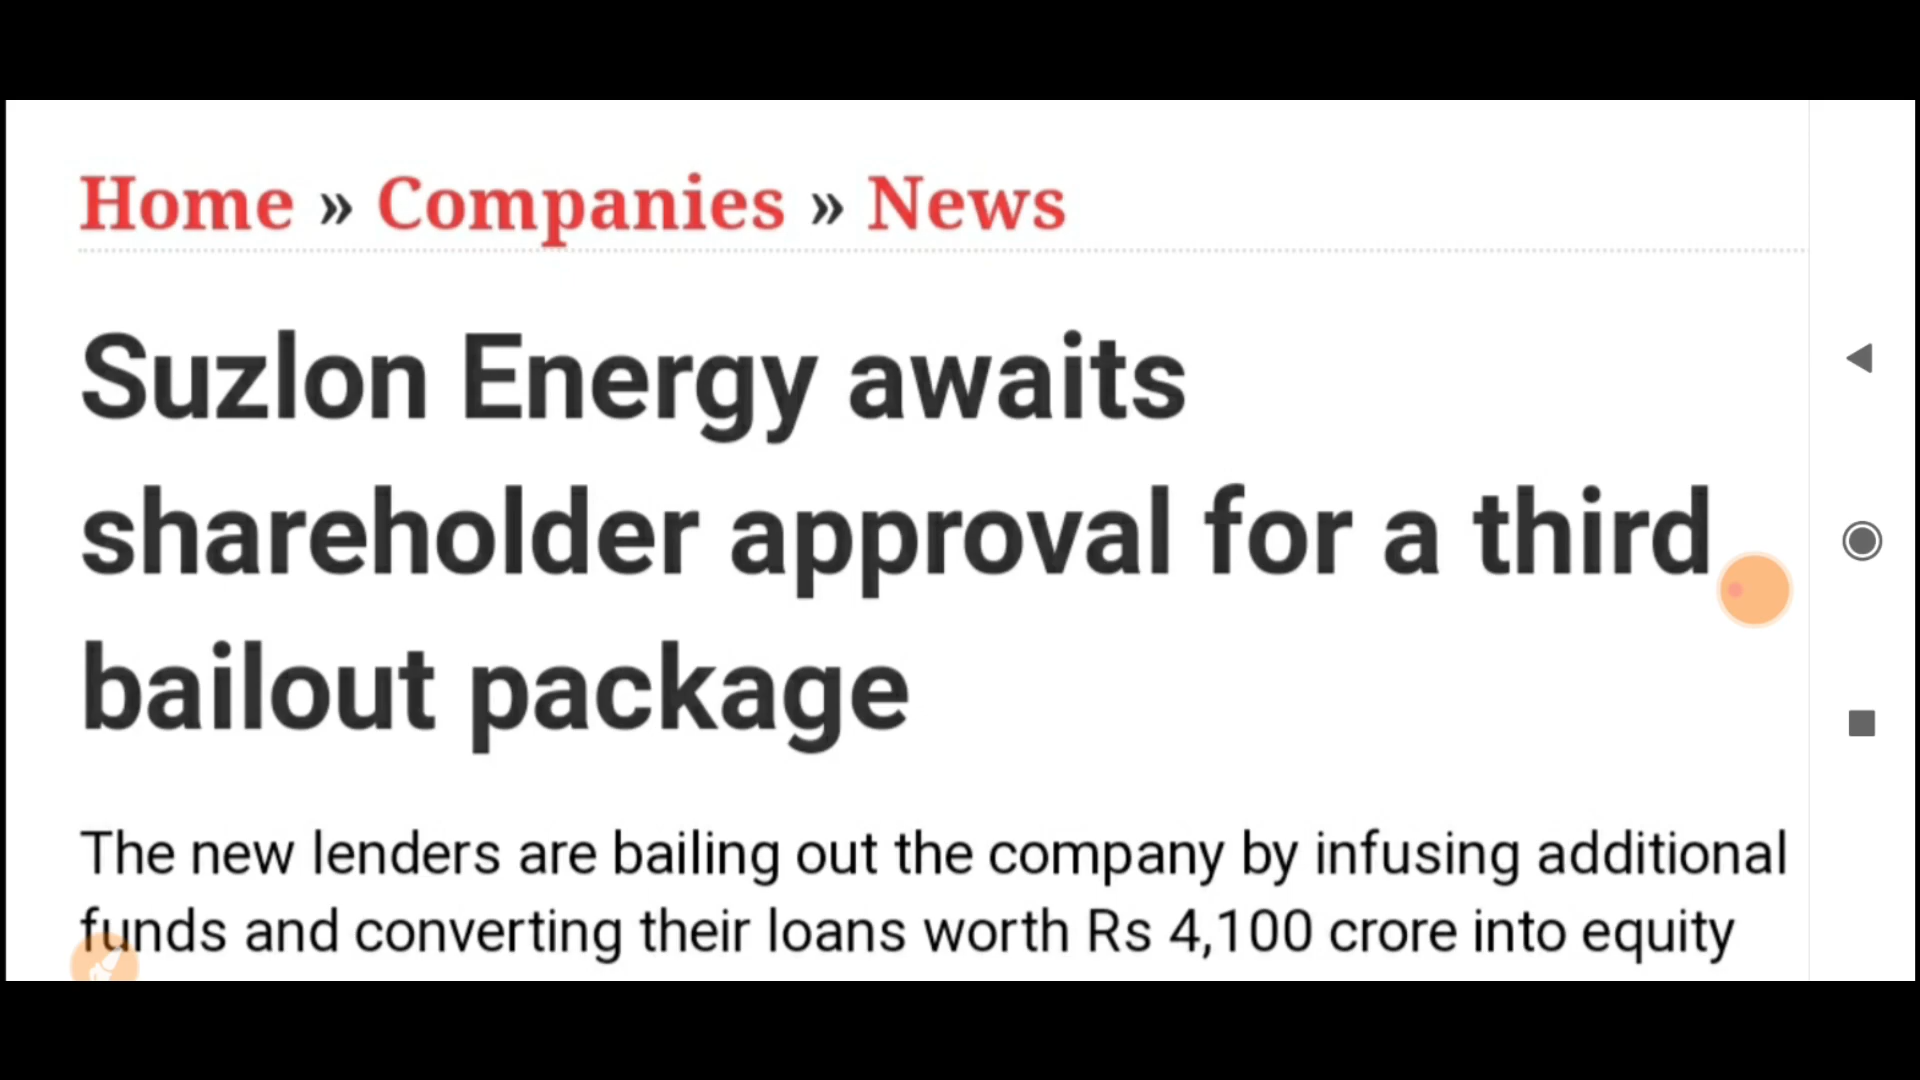 Home » Companies » News
Suzlon Energy awaits
shareholder approval for a third
bailout package
The new lenders are bailing out the company by infusing additional
funds and converting their loans worth Rs 4,100 crore into equity